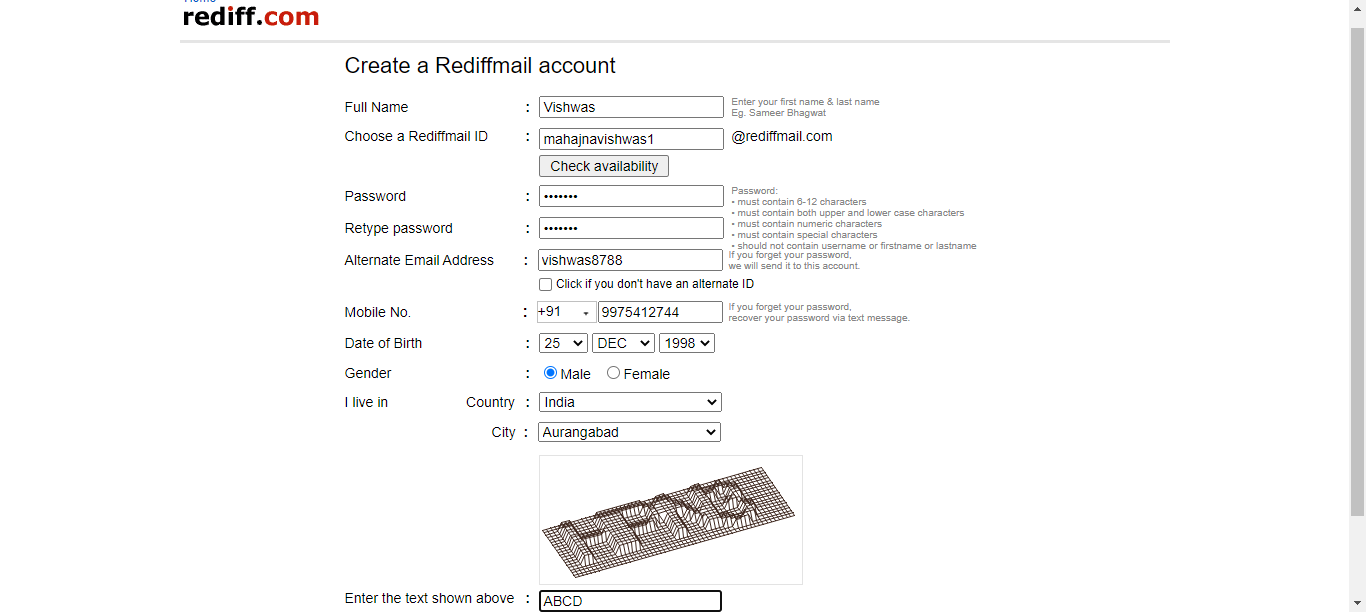 Home
rediff.com
Create a Rediffmail account
Full Name : Vishwas Enter your first name & last name
Eg. Sameer Bhagwat
Choose a Rediffmail ID : mahajnavishwas1 @rediffmail.com
Check availability
Password : ••••••• Password:
• must contain 6-12 characters
• must contain both upper and lower case characters
Retype password : ••••••• • must contain numeric characters
• must contain special characters
• should not contain username or firstname or lastname
Alternate Email Address : vishwas8788 If you forget your password,
we will send it to this account.
Click if you don't have an alternate ID
Mobile No. : +91 9975412744 If you forget your password,
recover your password via text message.
Date of Birth : 25 DEC 1998
Gender : Male Female
I live in Country : India
City : Aurangabad
Enter the text shown above : ABCD